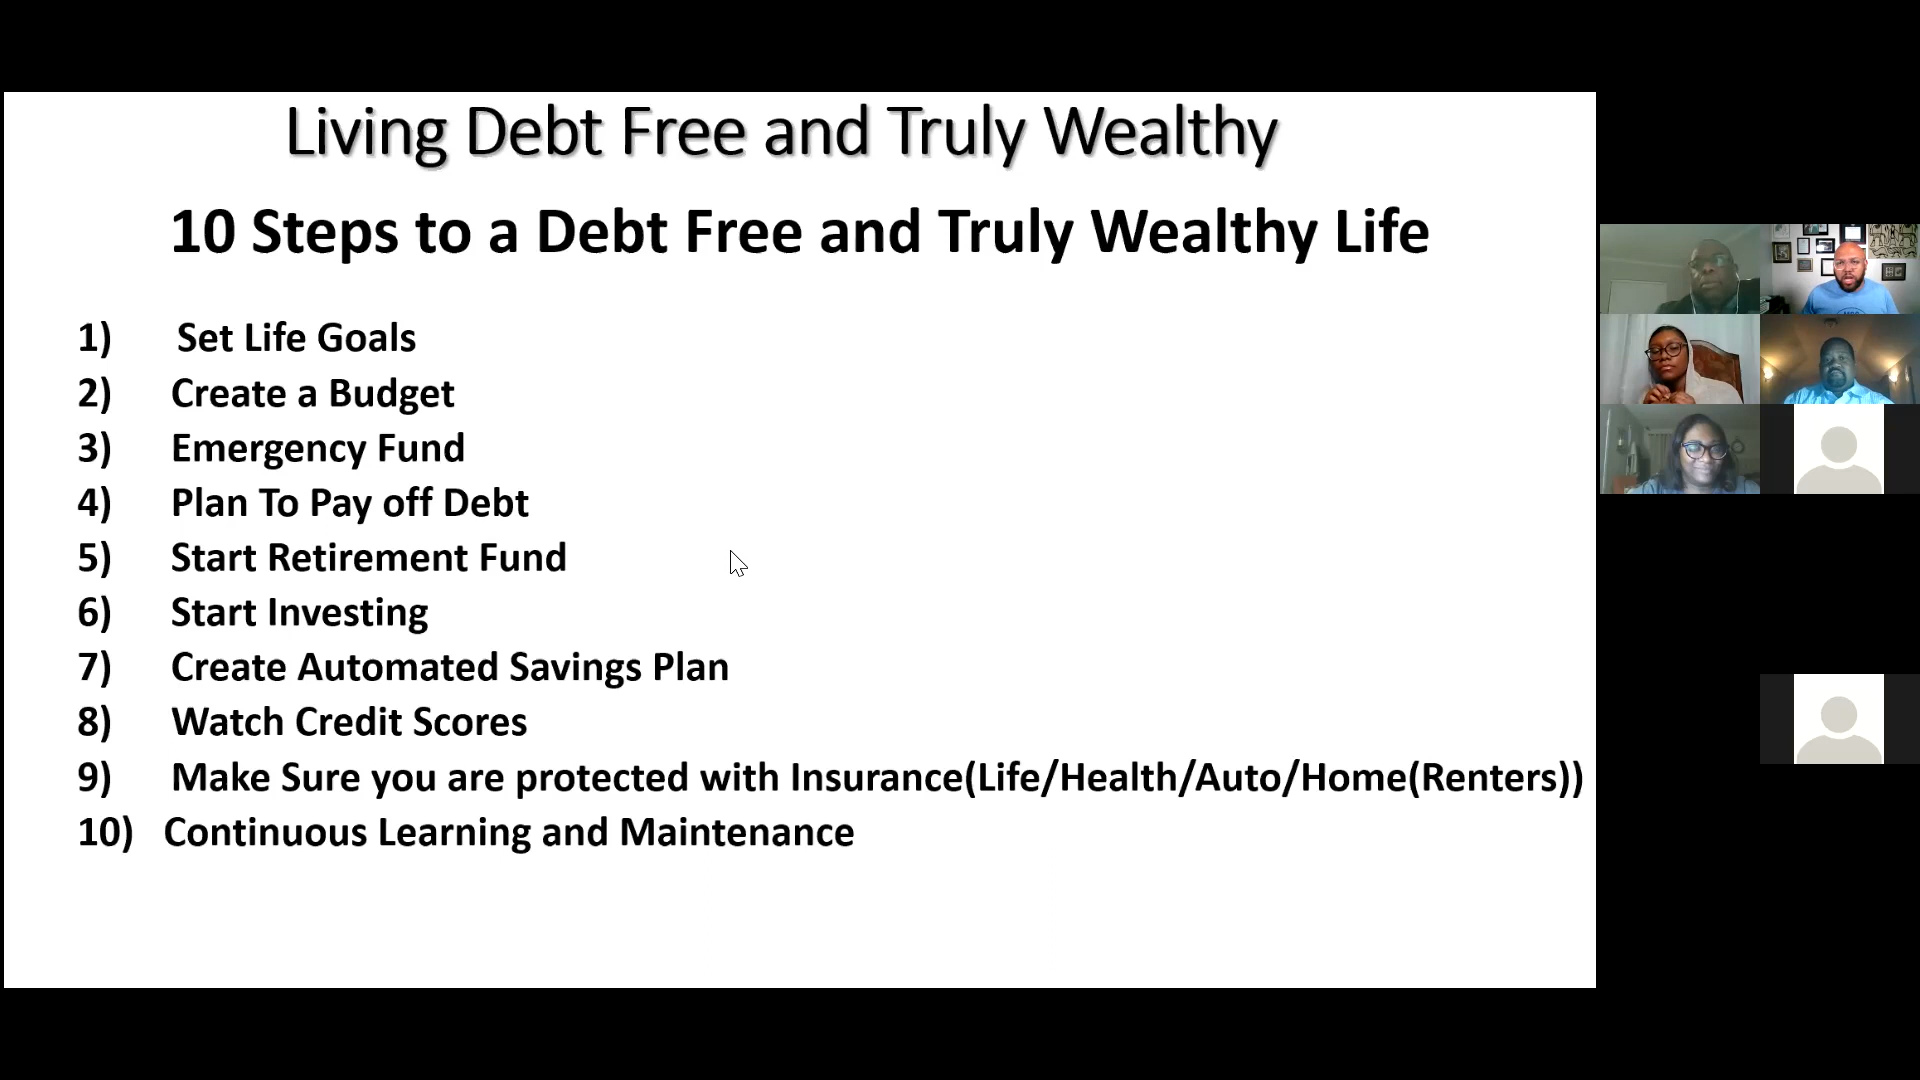 Living Debt Free and Truly Wealthy
10 Steps to a Debt Free and Truly Wealthy Life
1) Set Life Goals
2) Create a Budget
3) Emergency Fund
4) Plan To Pay off Debt
5) Start Retirement Fund
6) Start Investing
7) Create Automated Savings Plan
8) Watch Credit Scores
9) Make Sure you are protected with Insurance(Life/Health/Auto/Home(Renters))
10) Continuous Learning and Maintenance